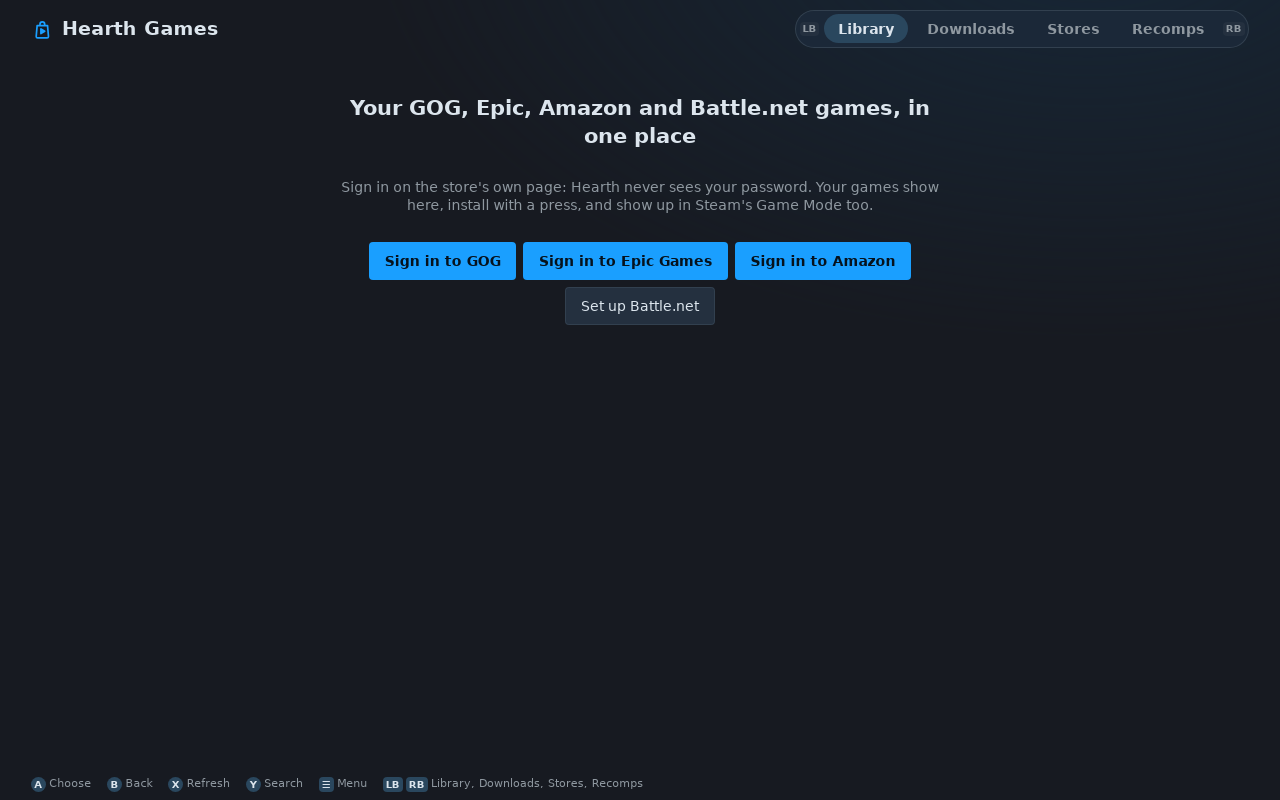 Hearth Games
LB Library Downloads Stores Recomps RB
Your GOG, Epic, Amazon and Battle.net games, in
one place
Sign in on the store's own page: Hearth never sees your password. Your games show
here, install with a press, and show up in Steam's Game Mode too.
Sign in to GOG Sign in to Epic Games Sign in to Amazon
Set up Battle.net
A Choose B Back X Refresh Y Search ☰ Menu LB RB Library, Downloads, Stores, Recomps